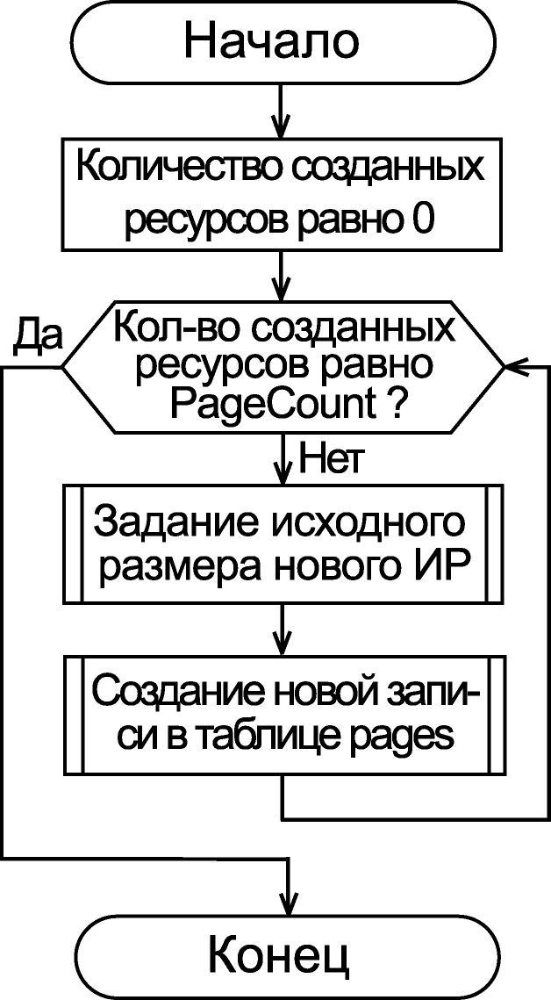 Начало
Количество созданных
ресурсов равно 0
Да
Кол-во созданных
ресурсов равно
PageCount ?
Нет
Задание исходного
размера нового ИР
Создание новой запи-
си в таблице pages
Конец